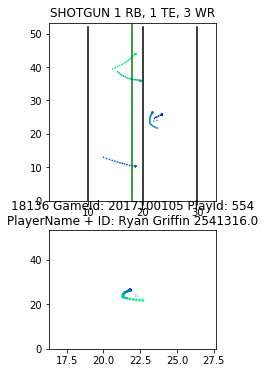 SHOTGUN 1 RB, 1 TE, 3 WR
50
40
30
20
10
0
10 20 30
18136 GameId: 2017100105 PlayId: 554
PlayerName + ID: Ryan Griffin 2541316.0
40
20
0
17.5 20.0 22.5 25.0 27.5